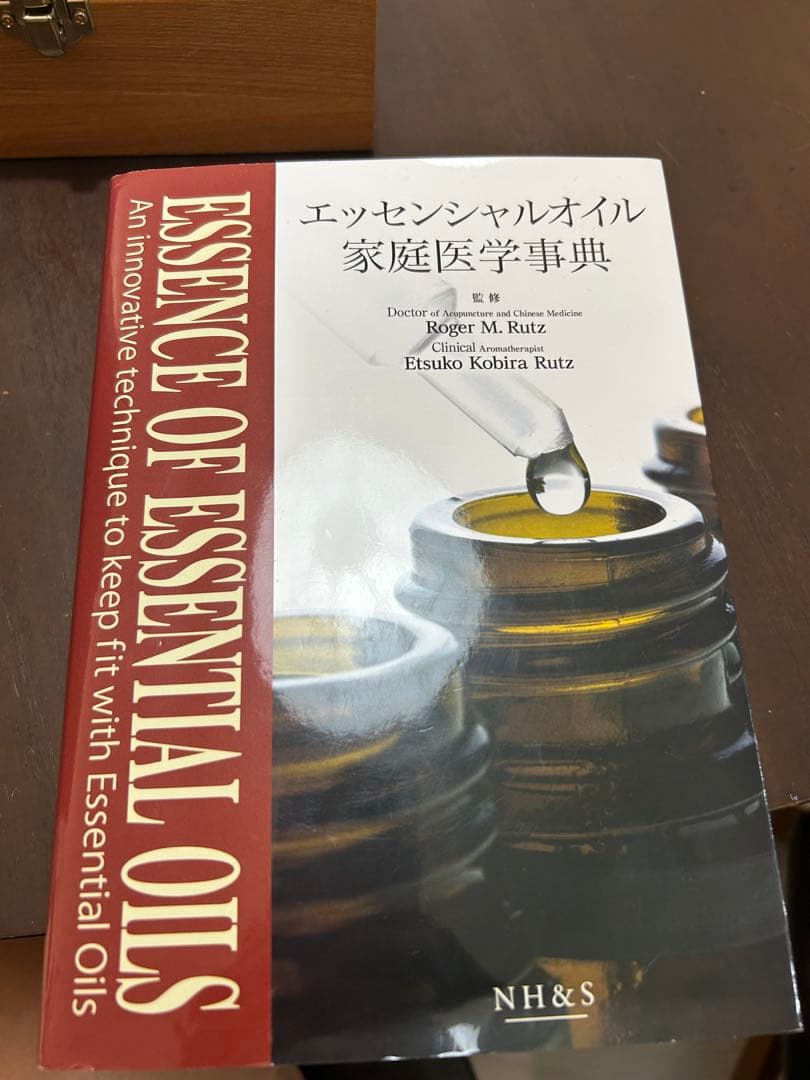 エッセンシャルオイル
家庭医学事典
監修
Doctor of Acupuncture and Chinese Medicine
Roger M. Rutz
Clinical Aromatherapist
Etsuko Kobira Rutz
ESSENCE OF ESSENTIAL OILS
An innovative technique to keep fit with Essential Oils
NH&S